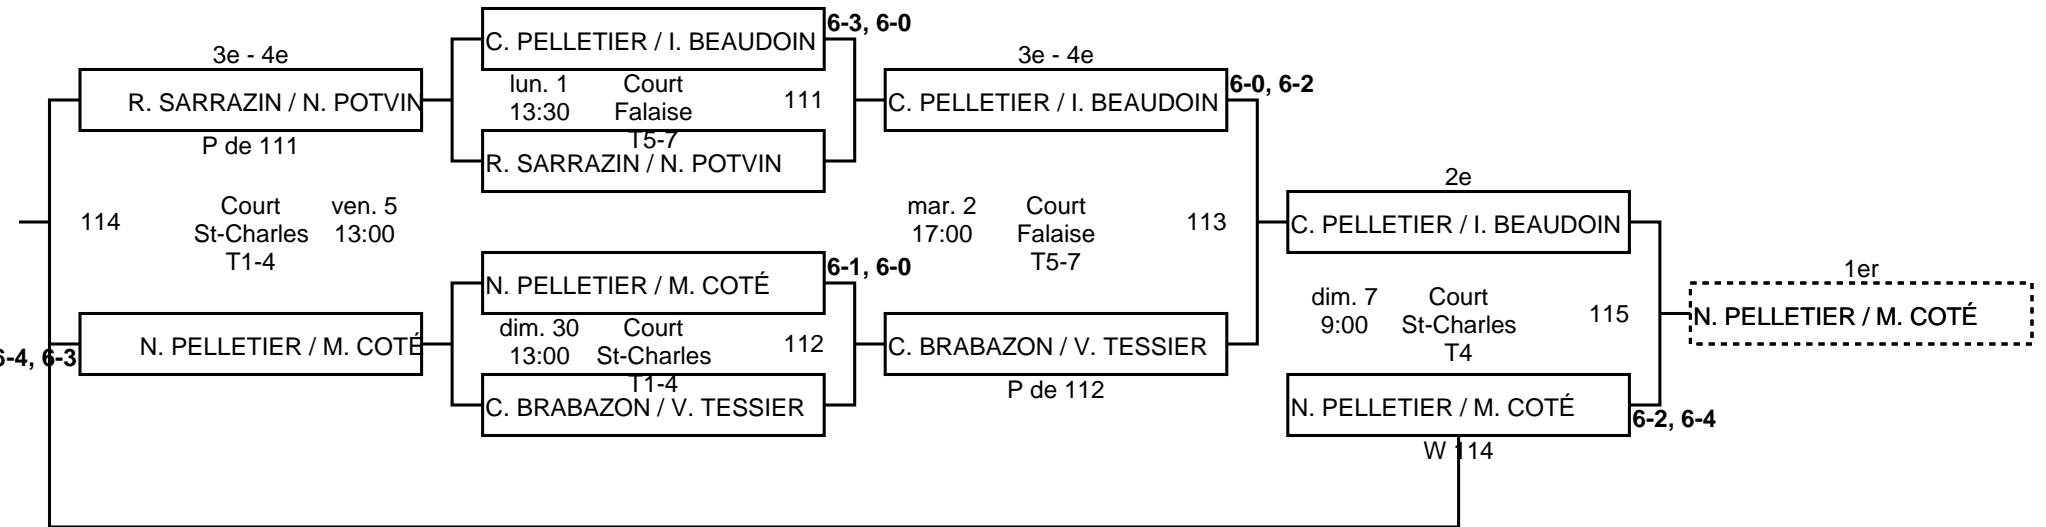 3e - 4e
R. SARRAZIN / N. POTVIN
P de 111
114
Court
St-Charles
T1-4
ven. 5
13:00
N. PELLETIER / M. COTÉ
6-4, 6-3
C. PELLETIER / I. BEAUDOIN
6-3, 6-0
lun. 1
13:30
Court
Falaise
T5-7
111
R. SARRAZIN / N. POTVIN
N. PELLETIER / M. COTÉ
6-1, 6-0
dim. 30
13:00
Court
St-Charles
T1-4
112
C. BRABAZON / V. TESSIER
3e - 4e
C. PELLETIER / I. BEAUDOIN
6-0, 6-2
mar. 2
17:00
Court
Falaise
T5-7
113
C. BRABAZON / V. TESSIER
P de 112
2e
C. PELLETIER / I. BEAUDOIN
dim. 7
9:00
Court
St-Charles
T4
115
N. PELLETIER / M. COTÉ
6-2, 6-4
W 114
1er
N. PELLETIER / M. COTÉ